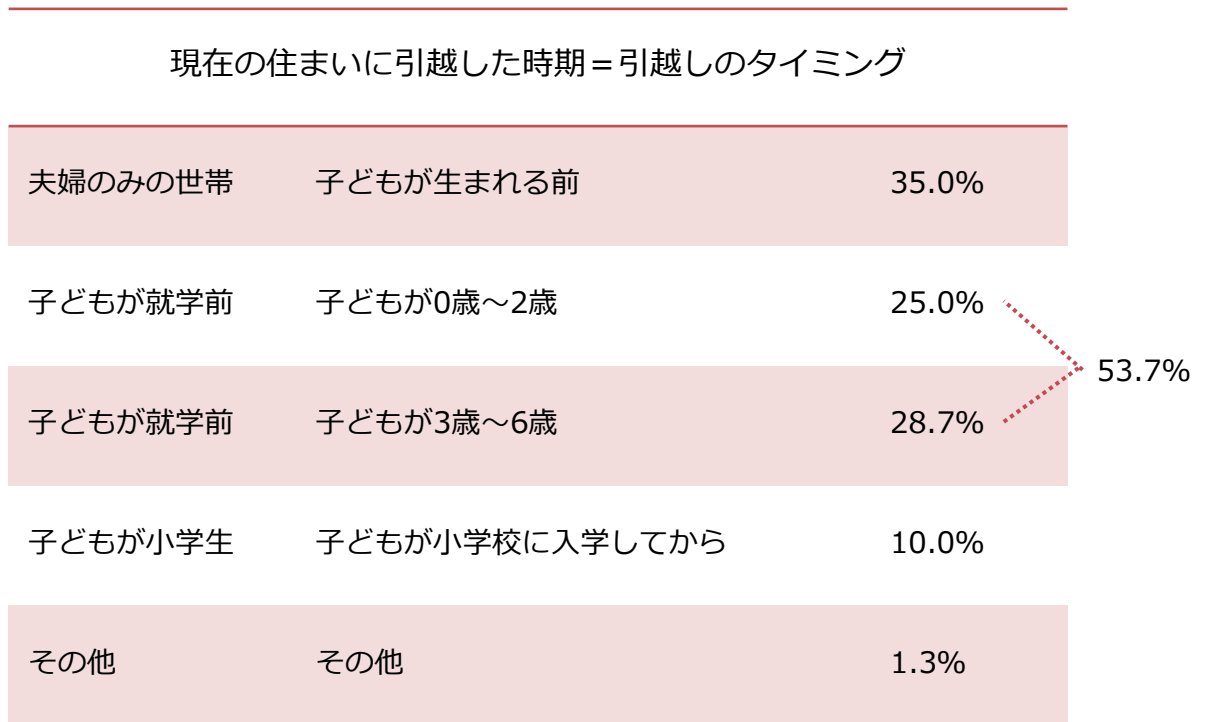 現在の住まいに引越した時期＝引越しのタイミング
夫婦のみの世帯 子どもが生まれる前 35.0%
子どもが就学前 子どもが0歳～2歳 25.0%
53.7%
子どもが就学前 子どもが3歳～6歳 28.7%
子どもが小学生 子どもが小学校に入学してから 10.0%
その他 その他 1.3%